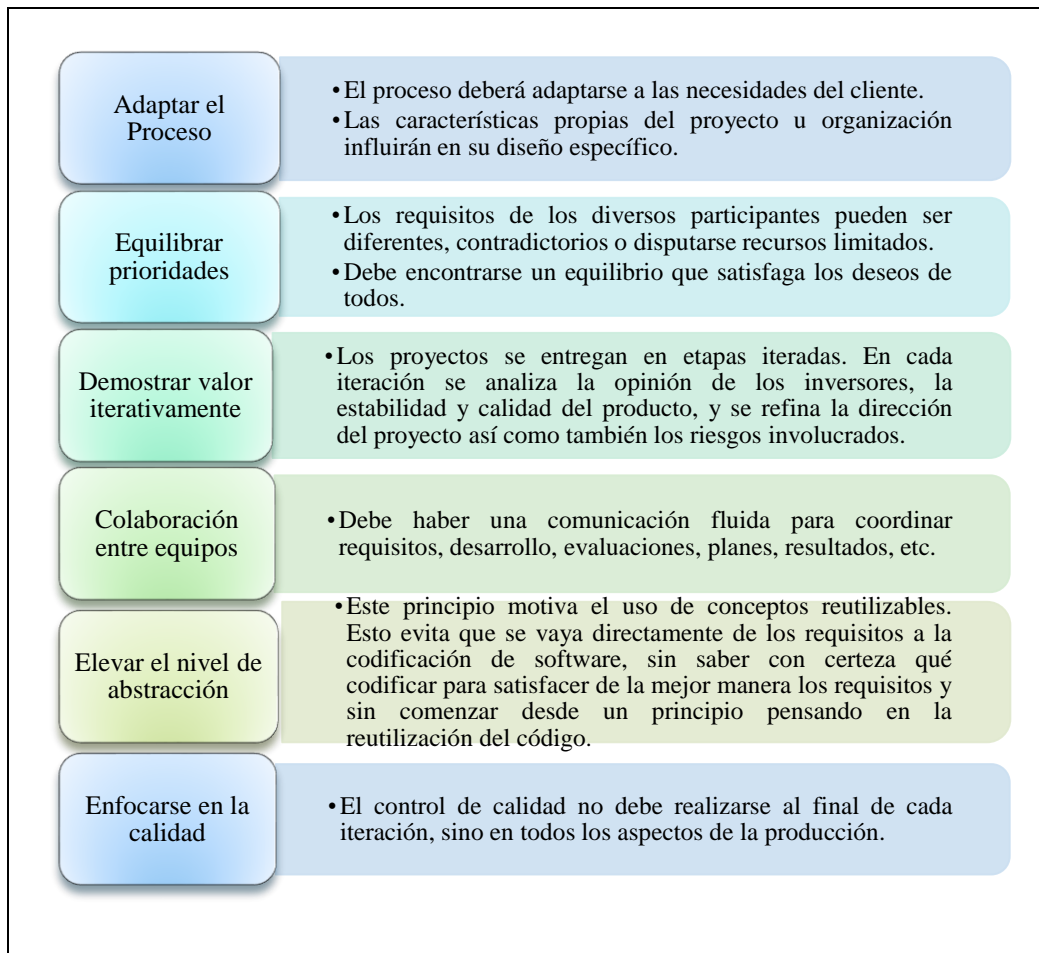 Adaptar el
Proceso
•El proceso deberá adaptarse a las necesidades del cliente.
•Las características propias del proyecto u organización
influirán en su diseño específico.
Equilibrar
prioridades
•Los requisitos de los diversos participantes pueden ser
diferentes, contradictorios o disputarse recursos limitados.
•Debe encontrarse un equilibrio que satisfaga los deseos de
todos.
Demostrar valor
iterativamente
•Los proyectos se entregan en etapas iteradas. En cada
iteración se analiza la opinión de los inversores, la
estabilidad y calidad del producto, y se refina la dirección
del proyecto así como también los riesgos involucrados.
Colaboración
entre equipos
•Debe haber una comunicación fluida para coordinar
requisitos, desarrollo, evaluaciones, planes, resultados, etc.
Elevar el nivel de
abstracción
•Este principio motiva el uso de conceptos reutilizables.
Esto evita que se vaya directamente de los requisitos a la
codificación de software, sin saber con certeza qué
codificar para satisfacer de la mejor manera los requisitos y
sin comenzar desde un principio pensando en la
reutilización del código.
Enfocarse en la
calidad
•El control de calidad no debe realizarse al final de cada
iteración, sino en todos los aspectos de la producción.